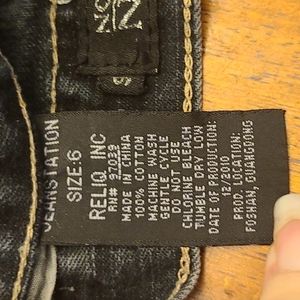 JEANSTATION
SIZE:6
RELIQ INC
RN# 97039
MADE IN CHINA
100% COTTON
MACHINE WASH
GENTLE CYCLE
DO NOT USE
CHLORINE BLEACH
TUMBLE DRY LOW
DATE OF PRODUCTION:
12/2010
PROD. LOCATION:
FOSHAN, GUANGDONG